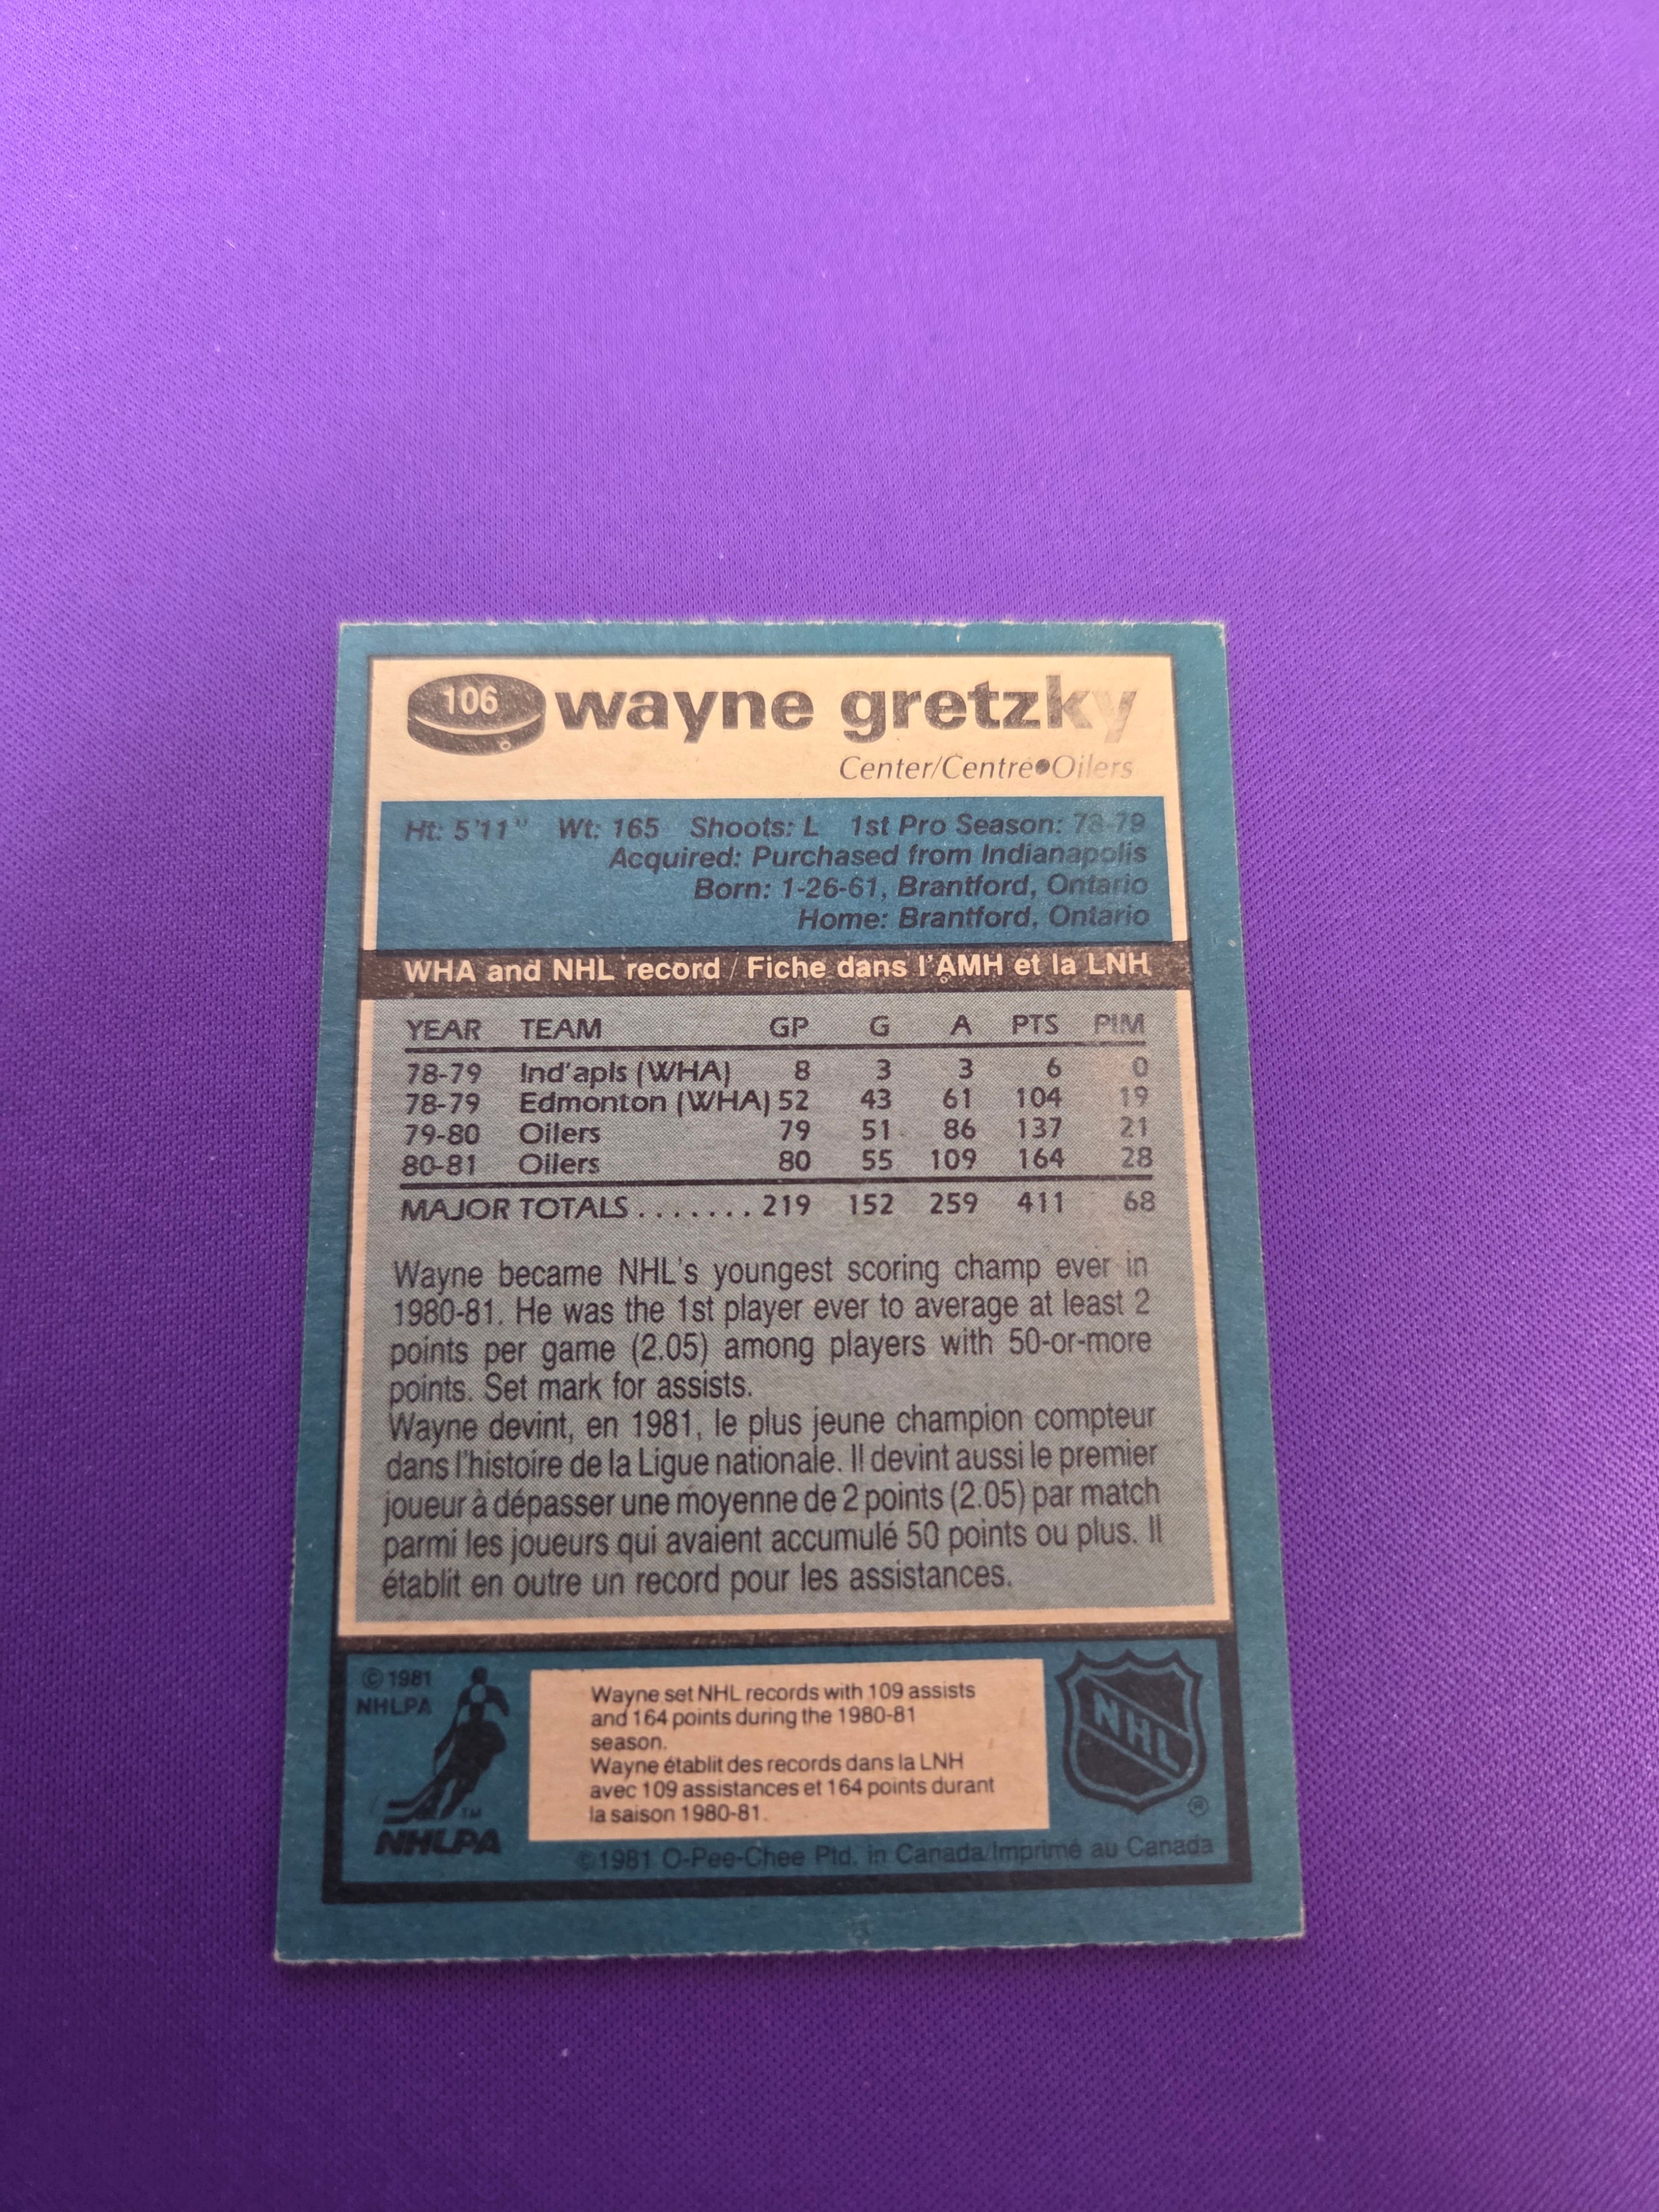 106 wayne gretzky
Center/Centre●Oilers
Ht: 5'11" Wt: 165 Shoots: L 1st Pro Season: 78-79
Acquired: Purchased from Indianapolis
Born: 1-26-61, Brantford, Ontario
Home: Brantford, Ontario
WHA and NHL record / Fiche dans l'AMH et la LNH
YEAR TEAM GP G A PTS PIM
78-79 Ind'apls (WHA) 8 3 3 6 0
78-79 Edmonton (WHA) 52 43 61 104 19
79-80 Oilers 79 51 86 137 21
80-81 Oilers 80 55 109 164 28
MAJOR TOTALS ....... 219 152 259 411 68
Wayne became NHL's youngest scoring champ ever in
1980-81. He was the 1st player ever to average at least 2
points per game (2.05) among players with 50-or-more
points. Set mark for assists.
Wayne devint, en 1981, le plus jeune champion compteur
dans l'histoire de la Ligue nationale. Il devint aussi le premier
joueur à dépasser une moyenne de 2 points (2.05) par match
parmi les joueurs qui avaient accumulé 50 points ou plus. Il
établit en outre un record pour les assistances.
© 1981
NHLPA
TM
NHLPA
Wayne set NHL records with 109 assists
and 164 points during the 1980-81
season.
Wayne établit des records dans la LNH
avec 109 assistances et 164 points durant
la saison 1980-81.
NHL
®
©1981 O-Pee-Chee Ptd. in Canada/Imprimé au Canada